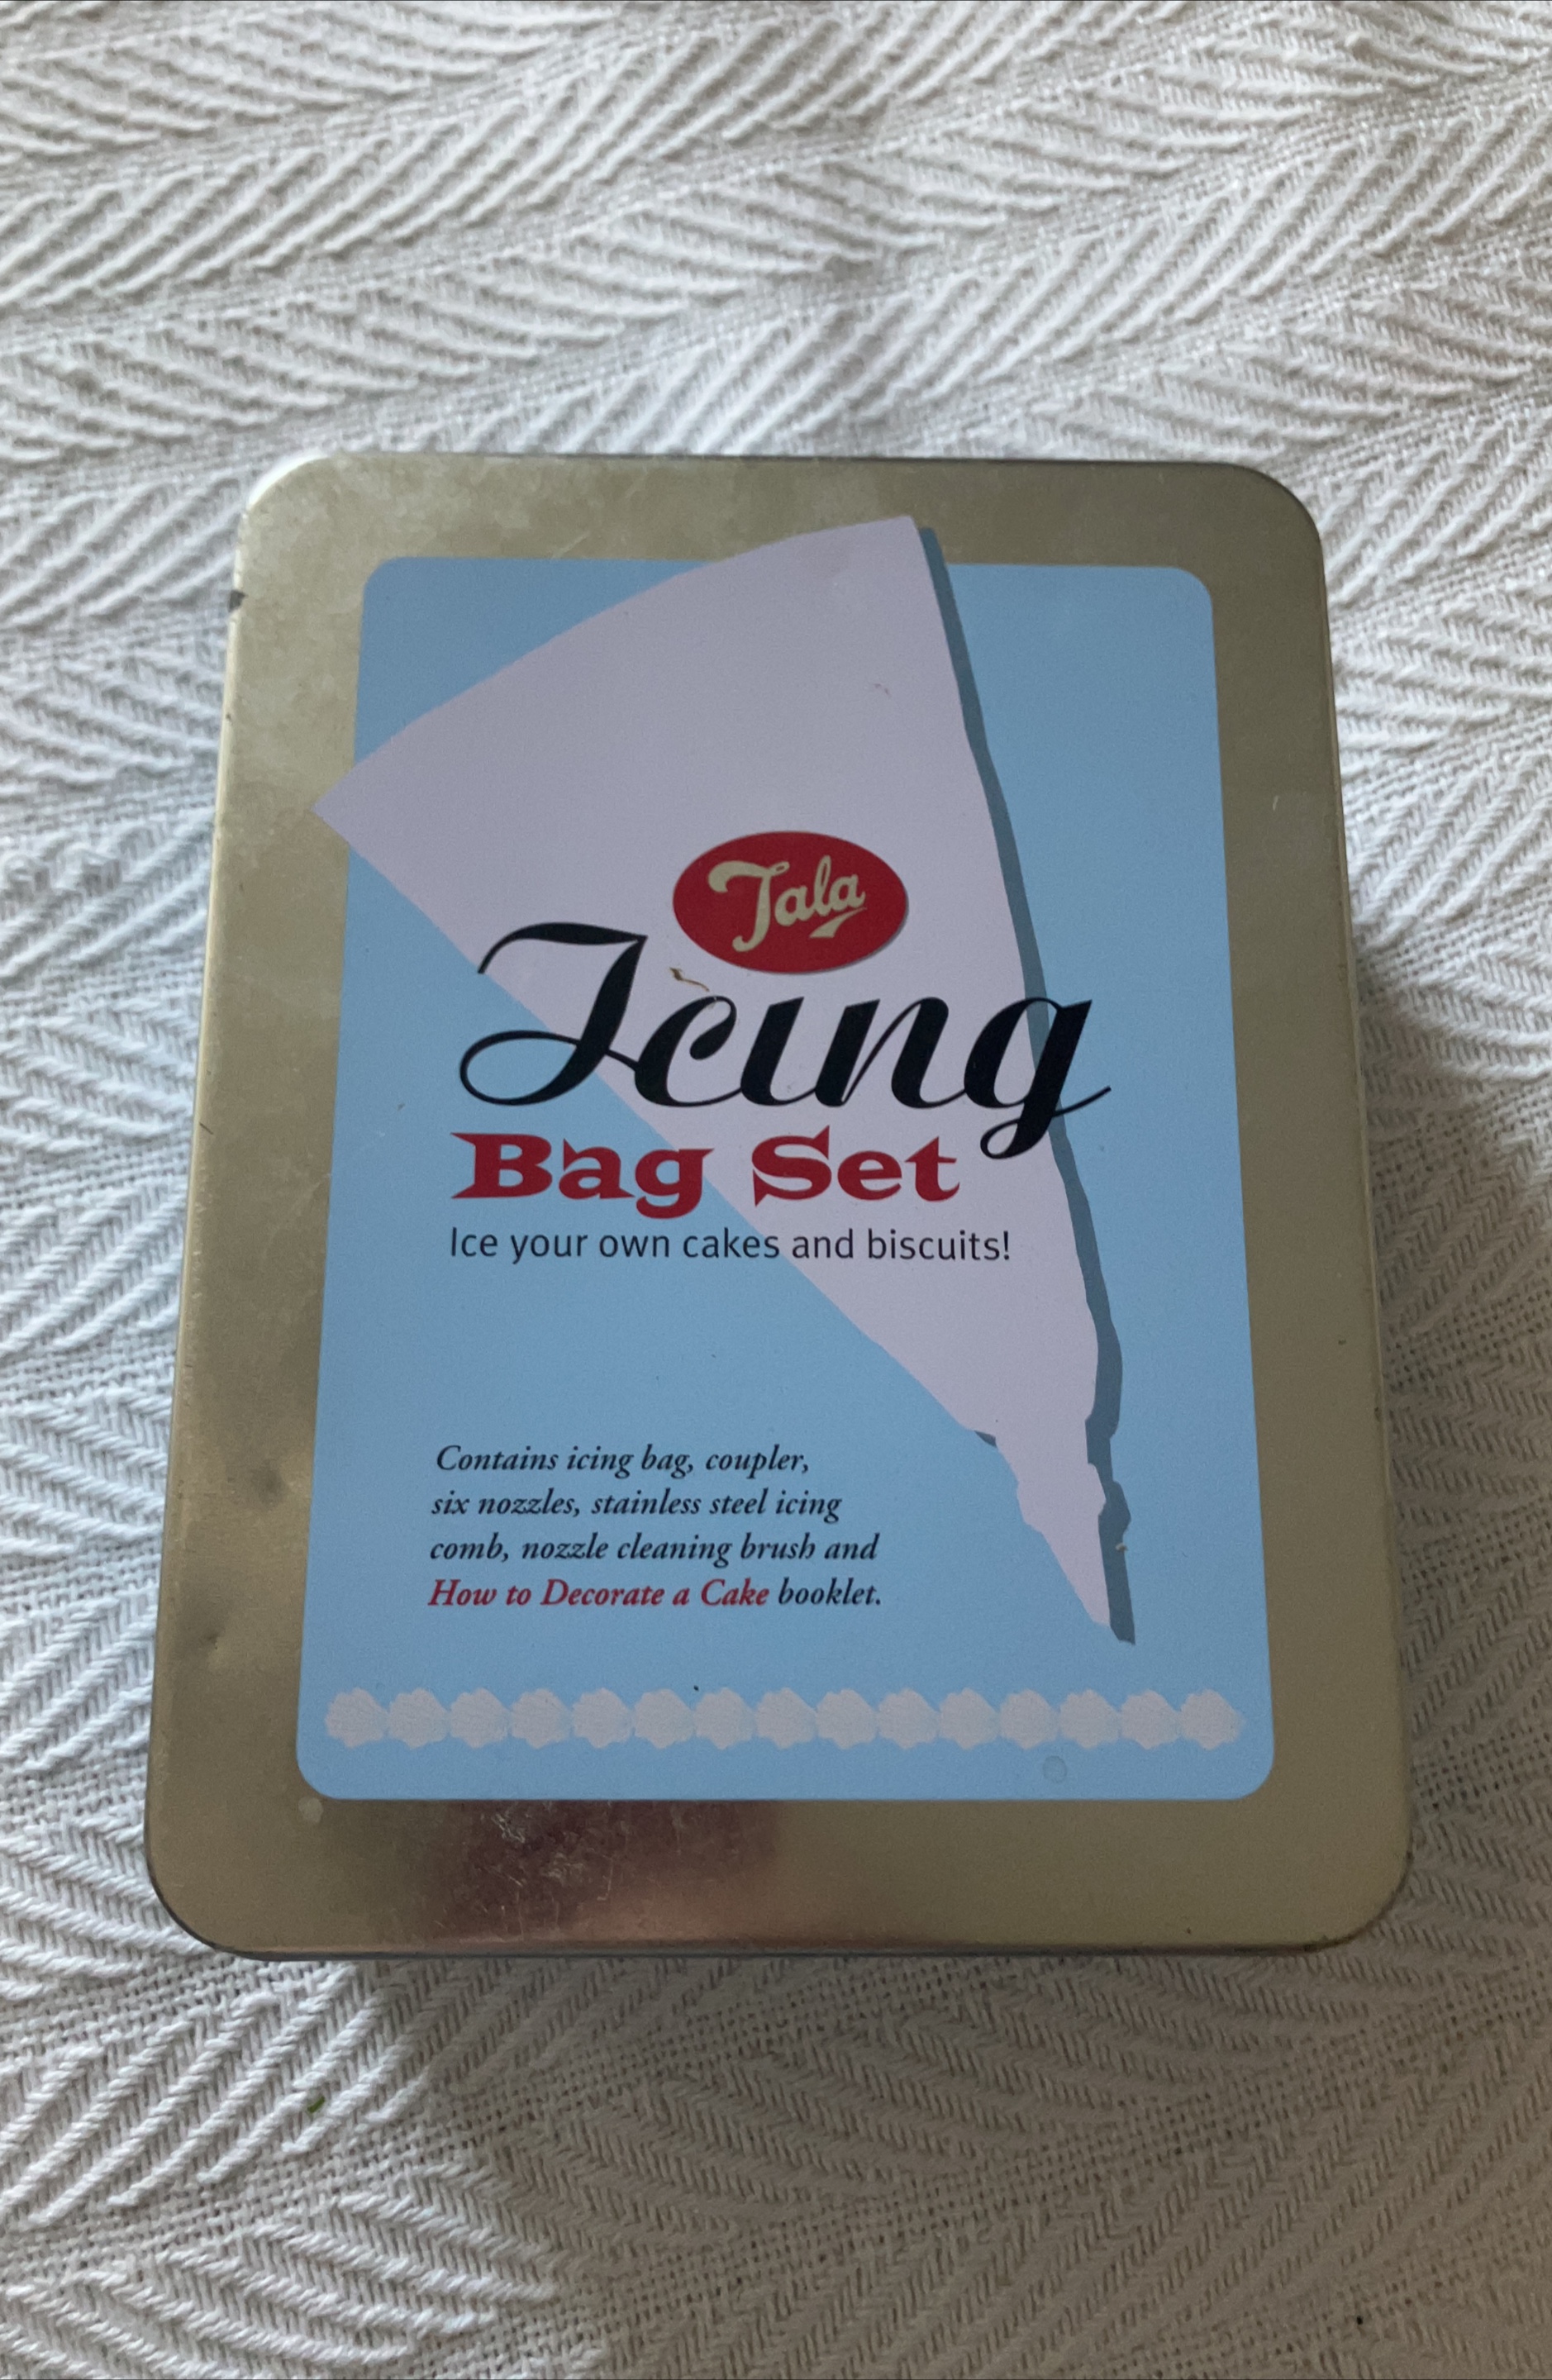 Tala
Icing
Bag Set
Ice your own cakes and biscuits!
Contains icing bag, coupler,
six nozzles, stainless steel icing
comb, nozzle cleaning brush and
How to Decorate a Cake booklet.